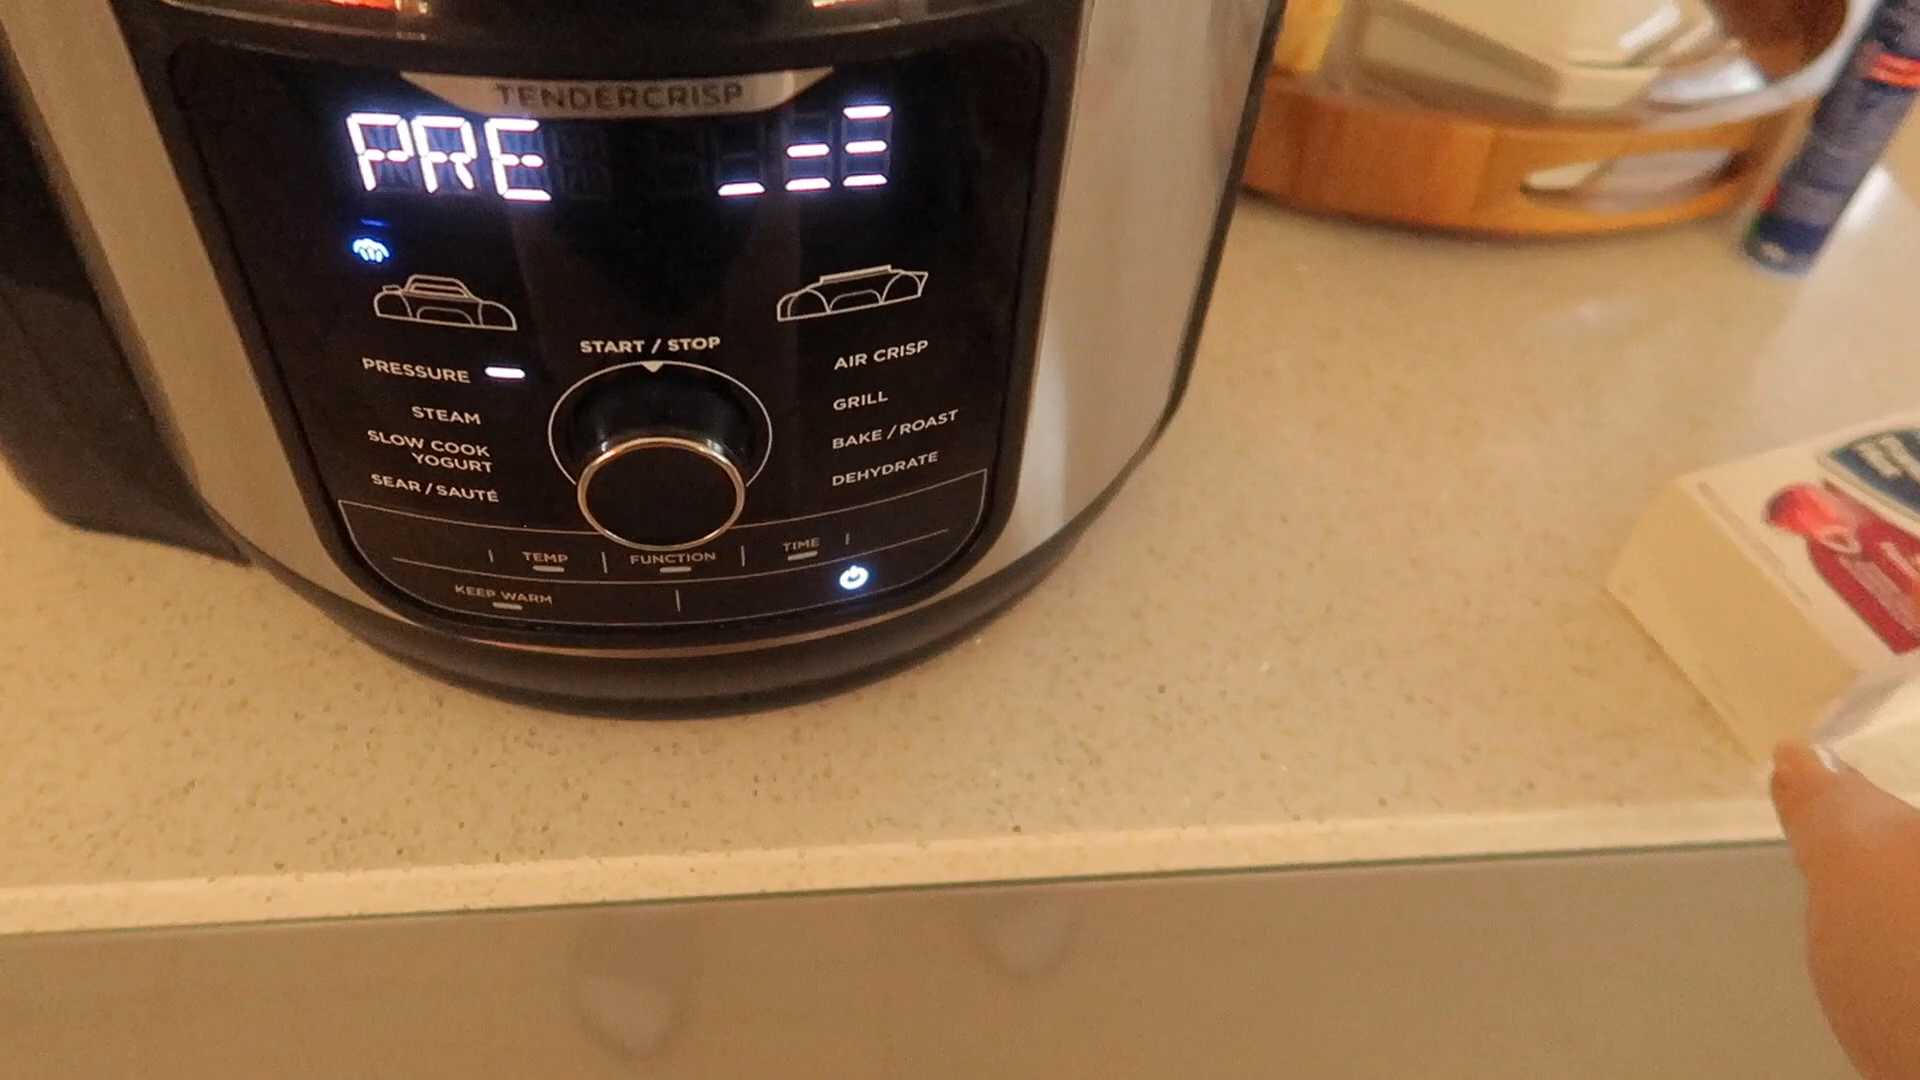 TENDERCRISP
PRE
START / STOP
PRESSURE
STEAM
SLOW COOK
YOGURT
SEAR / SAUTÉ
AIR CRISP
GRILL
BAKE / ROAST
DEHYDRATE
TEMP
FUNCTION
TIME
KEEP WARM